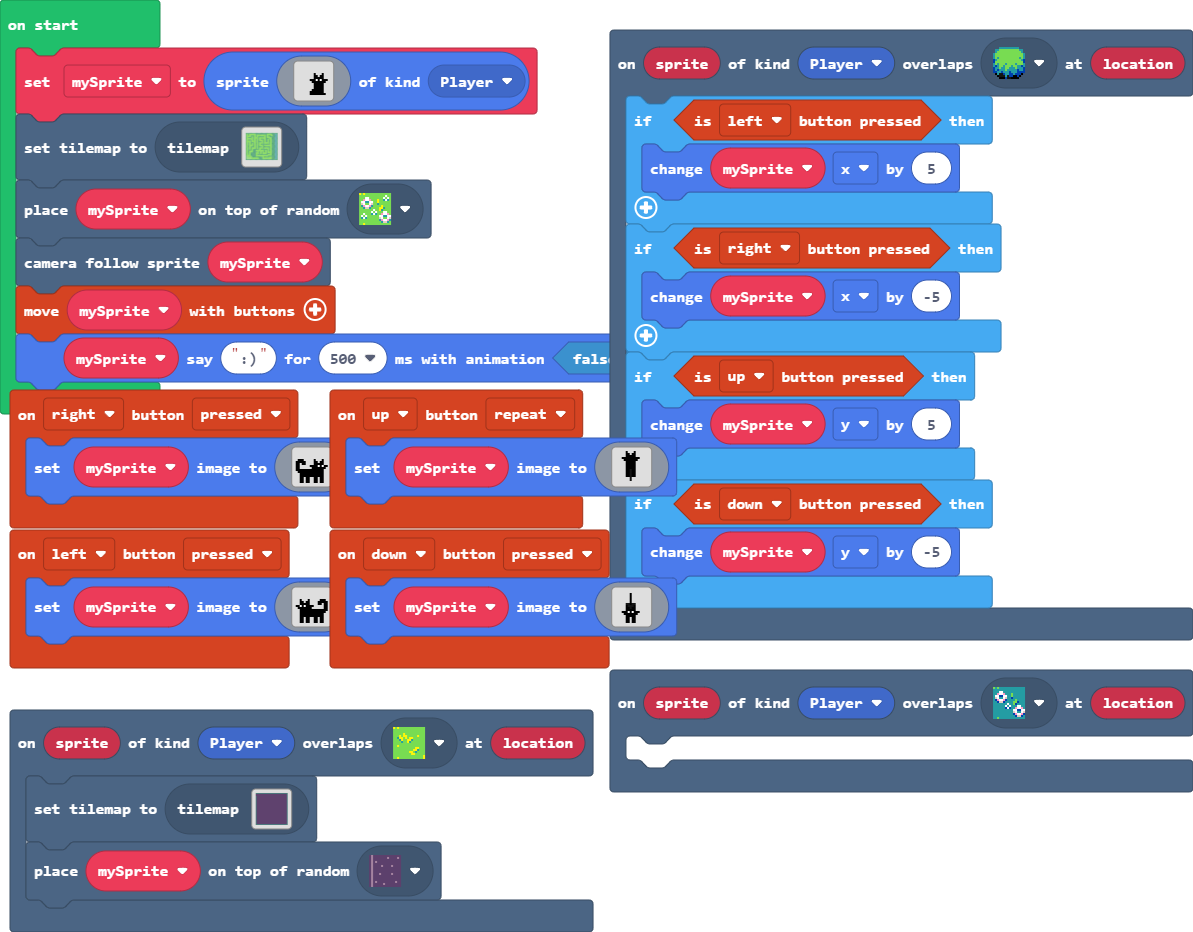 on start
set mySprite to sprite of kind Player
set tilemap to tilemap
place mySprite on top of random
camera follow sprite mySprite
move mySprite with buttons
mySprite say ":)" for 500 ms with animation
on right button pressed
set mySprite image to
on up button repeat
set mySprite image to
on left button pressed
set mySprite image to
on down button pressed
set mySprite image to
on sprite of kind Player overlaps at location
set tilemap to tilemap
place mySprite on top of random
on sprite of kind Player overlaps at location
if is left button pressed then
change mySprite x by 5
if is right button pressed then
change mySprite x by -5
if is up button pressed then
change mySprite y by 5
if is down button pressed then
change mySprite y by -5
on sprite of kind Player overlaps at location